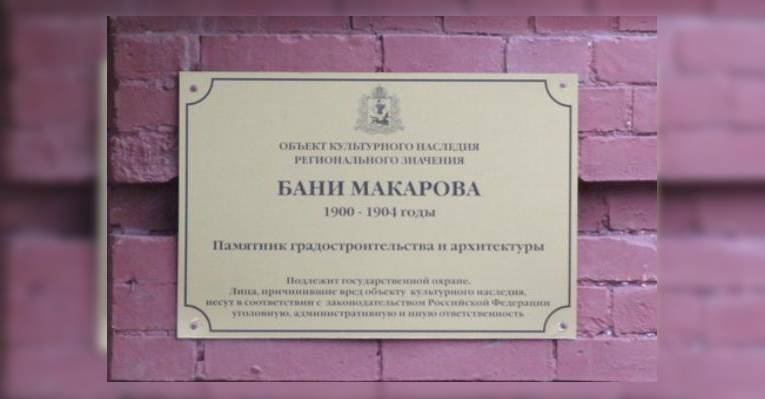 ОБЪЕКТ КУЛЬТУРНОГО НАСЛЕДИЯ
РЕГИОНАЛЬНОГО ЗНАЧЕНИЯ
БАНИ МАКАРОВА
1900 - 1904 годы
Памятник градостроительства и архитектуры
Подлежит государственной охране.
Лица, причинившие вред объекту культурного наследия,
несут в соответствии с законодательством Российской Федерации
уголовную, административную и иную ответственность